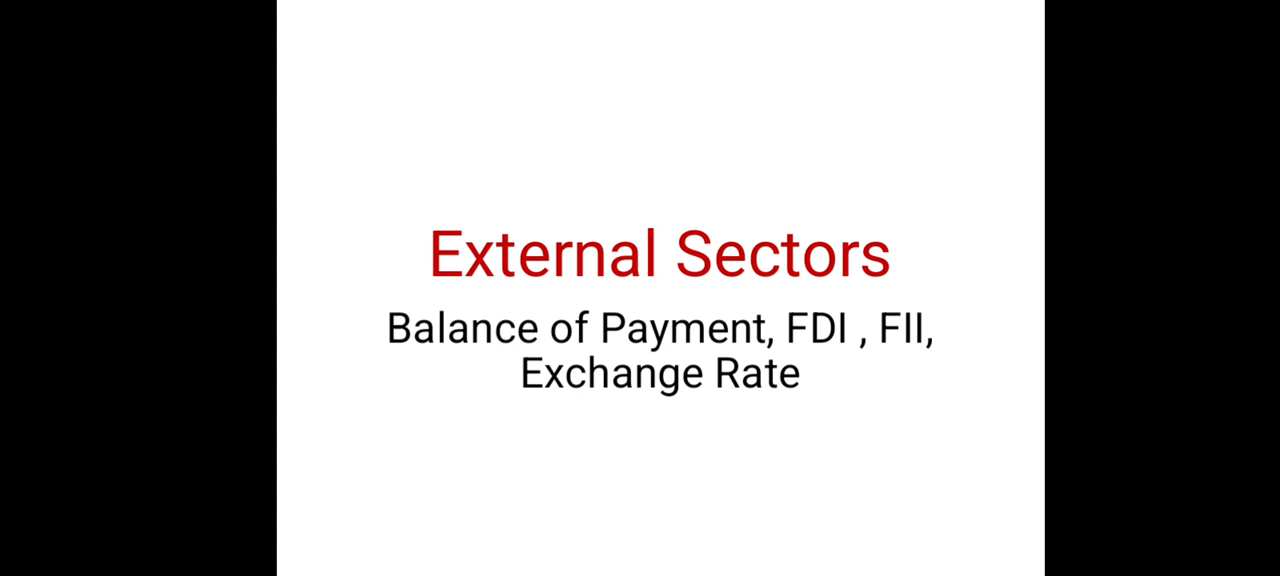 External Sectors
Balance of Payment, FDI , FII,
Exchange Rate